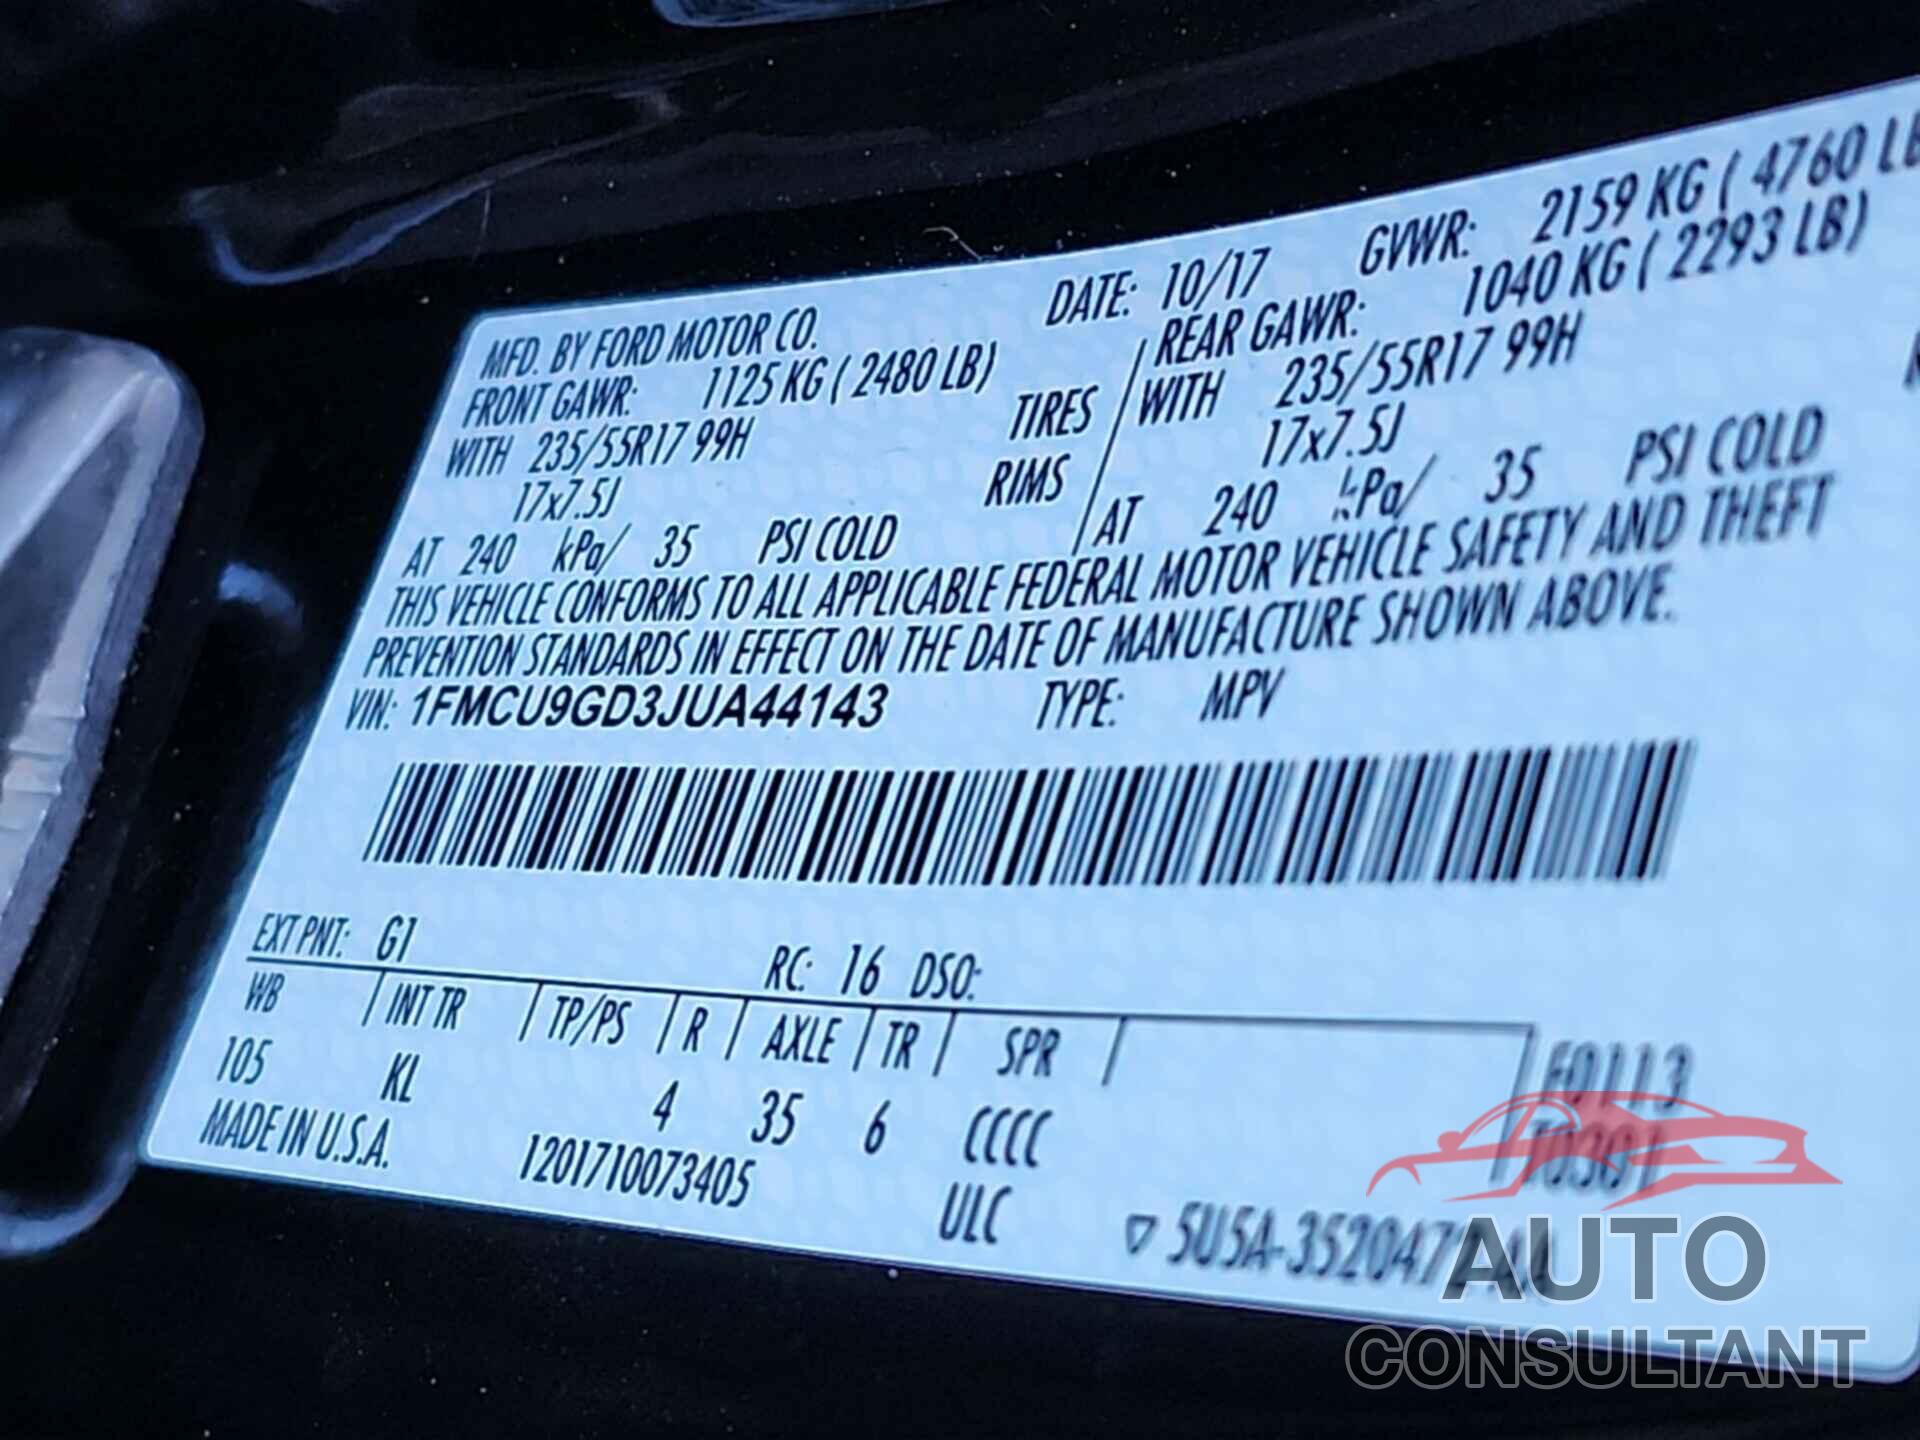 MFD. BY FORD MOTOR CO. DATE: 10/17 GVWR: 2159 KG ( 4760 LB
FRONT GAWR: 1125 KG ( 2480 LB) REAR GAWR: 1040 KG ( 2293 LB)
WITH 235/55R17 99H TIRES WITH 235/55R17 99H
17x7.5J RIMS 17x7.5J
AT 240 kPa/ 35 PSI COLD AT 240 kPa/ 35 PSI COLD
THIS VEHICLE CONFORMS TO ALL APPLICABLE FEDERAL MOTOR VEHICLE SAFETY AND THEFT
PREVENTION STANDARDS IN EFFECT ON THE DATE OF MANUFACTURE SHOWN ABOVE.
VIN: 1FMCU9GD3JUA44143 TYPE: MPV
EXT PNT: G1 RC: 16 DSO:
WB INT TR TP/PS R AXLE TR SPR
105 KL 4 35 6 CCCC
MADE IN U.S.A. 1201710073405 ULC
AUTO
CONSULTANT